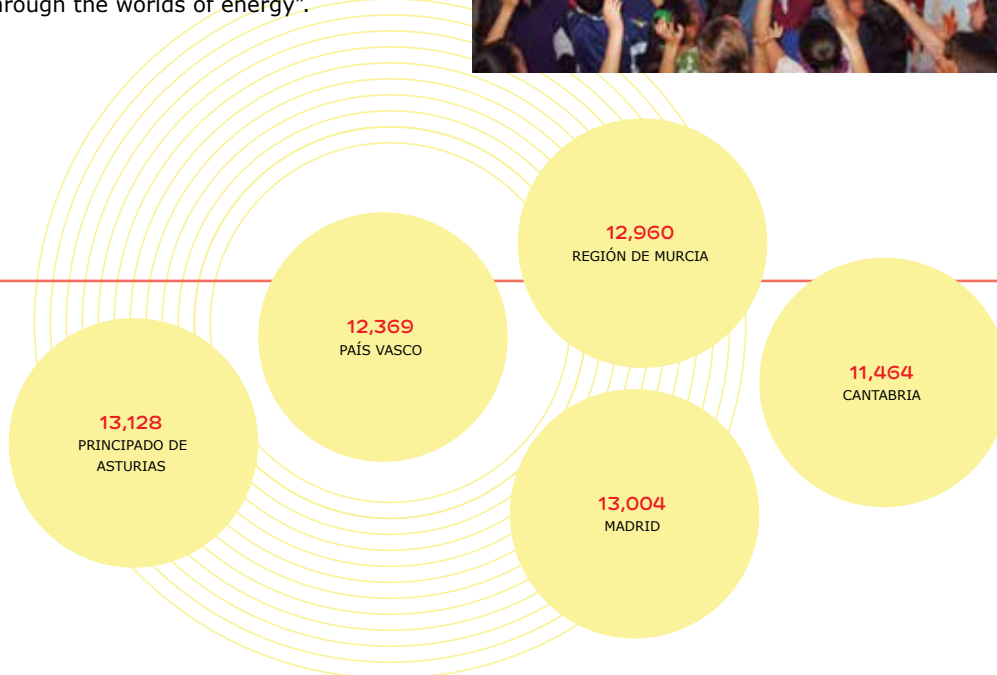 through the worlds of energy”.
12,960
REGIÓN DE MURCIA
12,369
PAÍS VASCO
11,464
CANTABRIA
13,128
PRINCIPADO DE
ASTURIAS
13,004
MADRID